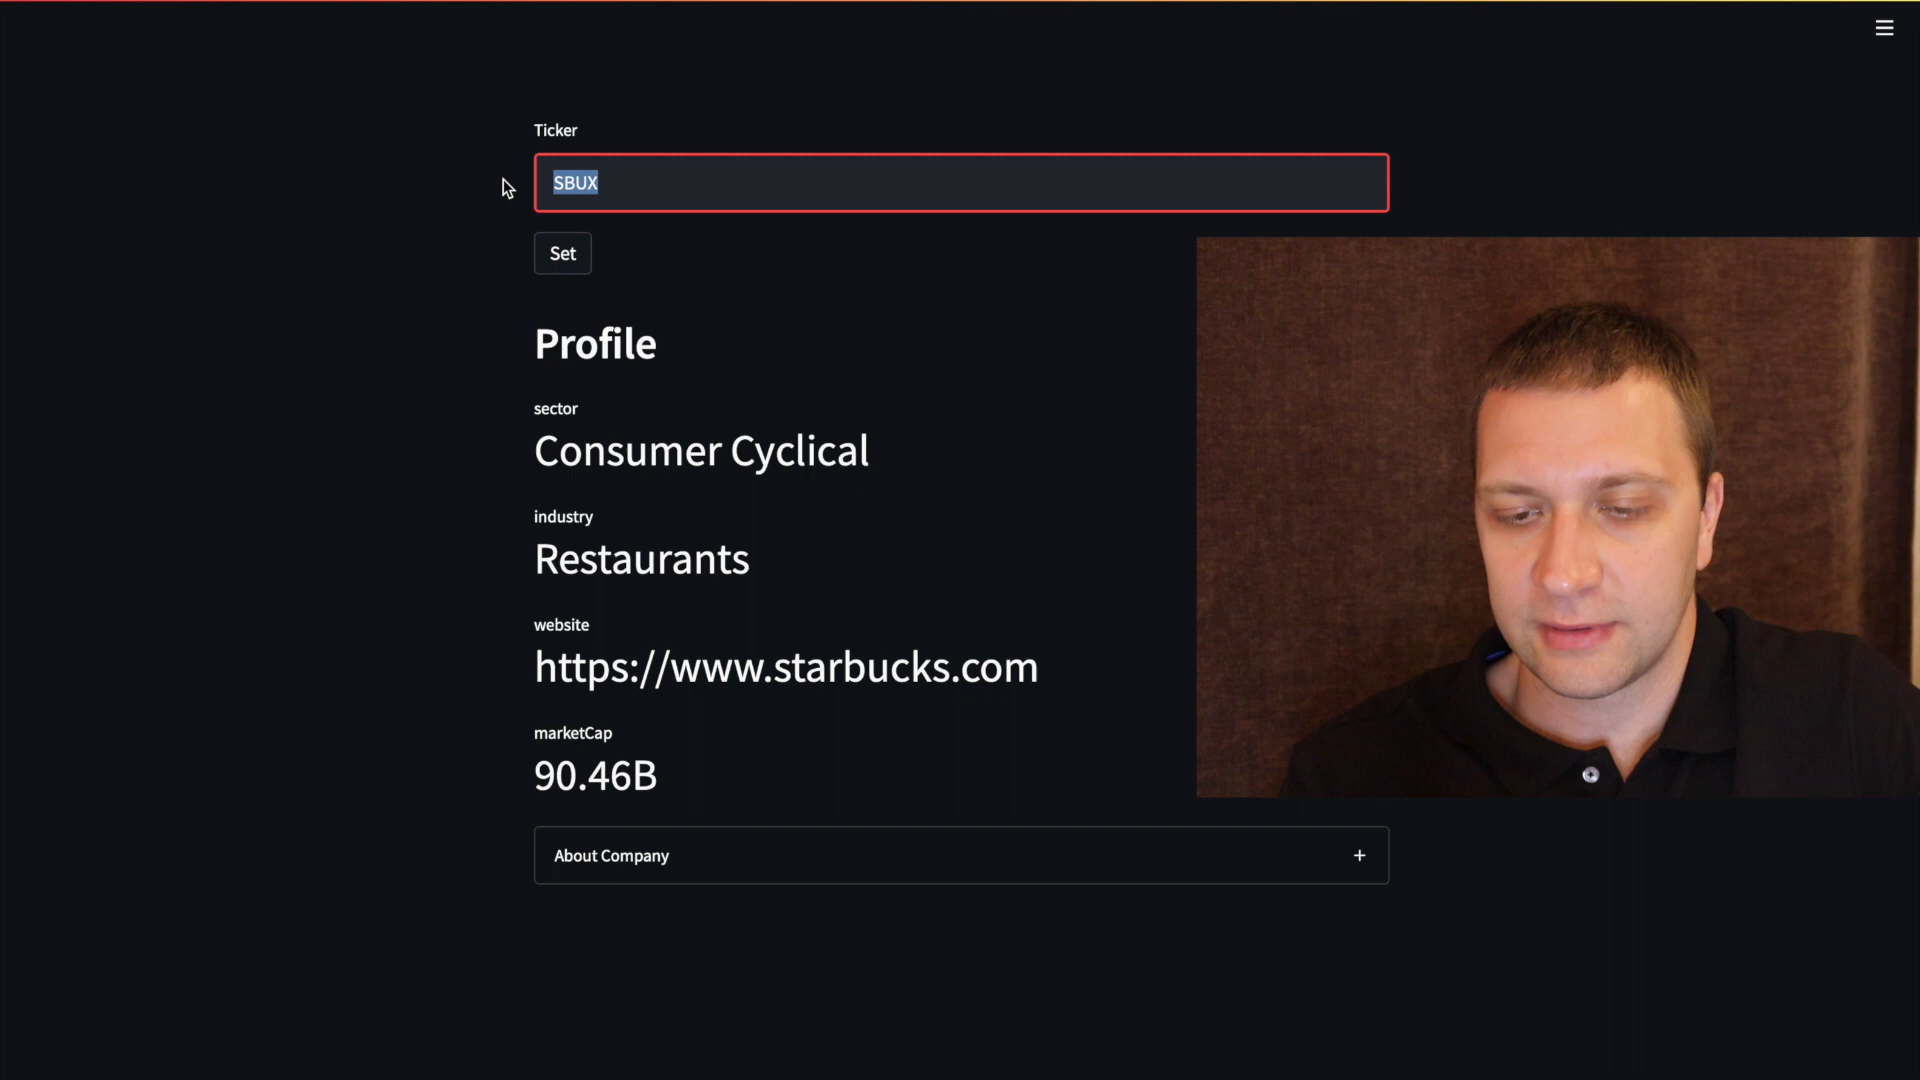 Ticker
SBUX
Set
Profile
sector
Consumer Cyclical
industry
Restaurants
website
https://www.starbucks.com
marketCap
90.46B
About Company